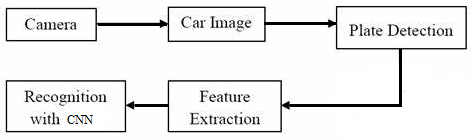 Camera
Car Image
Plate Detection
Feature
Extraction
Recognition
with CNN